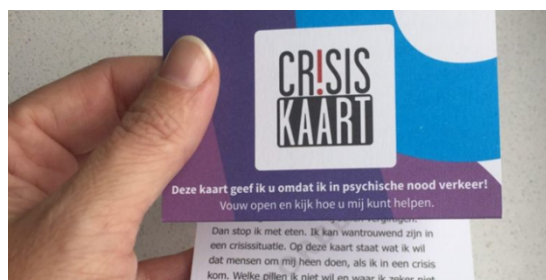 CR!SIS
KAART
Deze kaart geef ik u omdat ik in psychische nood verkeer!
Vouw open en kijk hoe u mij kunt helpen.
Dan stop ik met eten. Ik kan wantrouwend zijn in
een crisissituatie. Op deze kaart staat wat ik wil
dat mensen om mij heen doen, als ik in een crisis
kom. Welke pillen ik niet wil en waar ik zeker niet